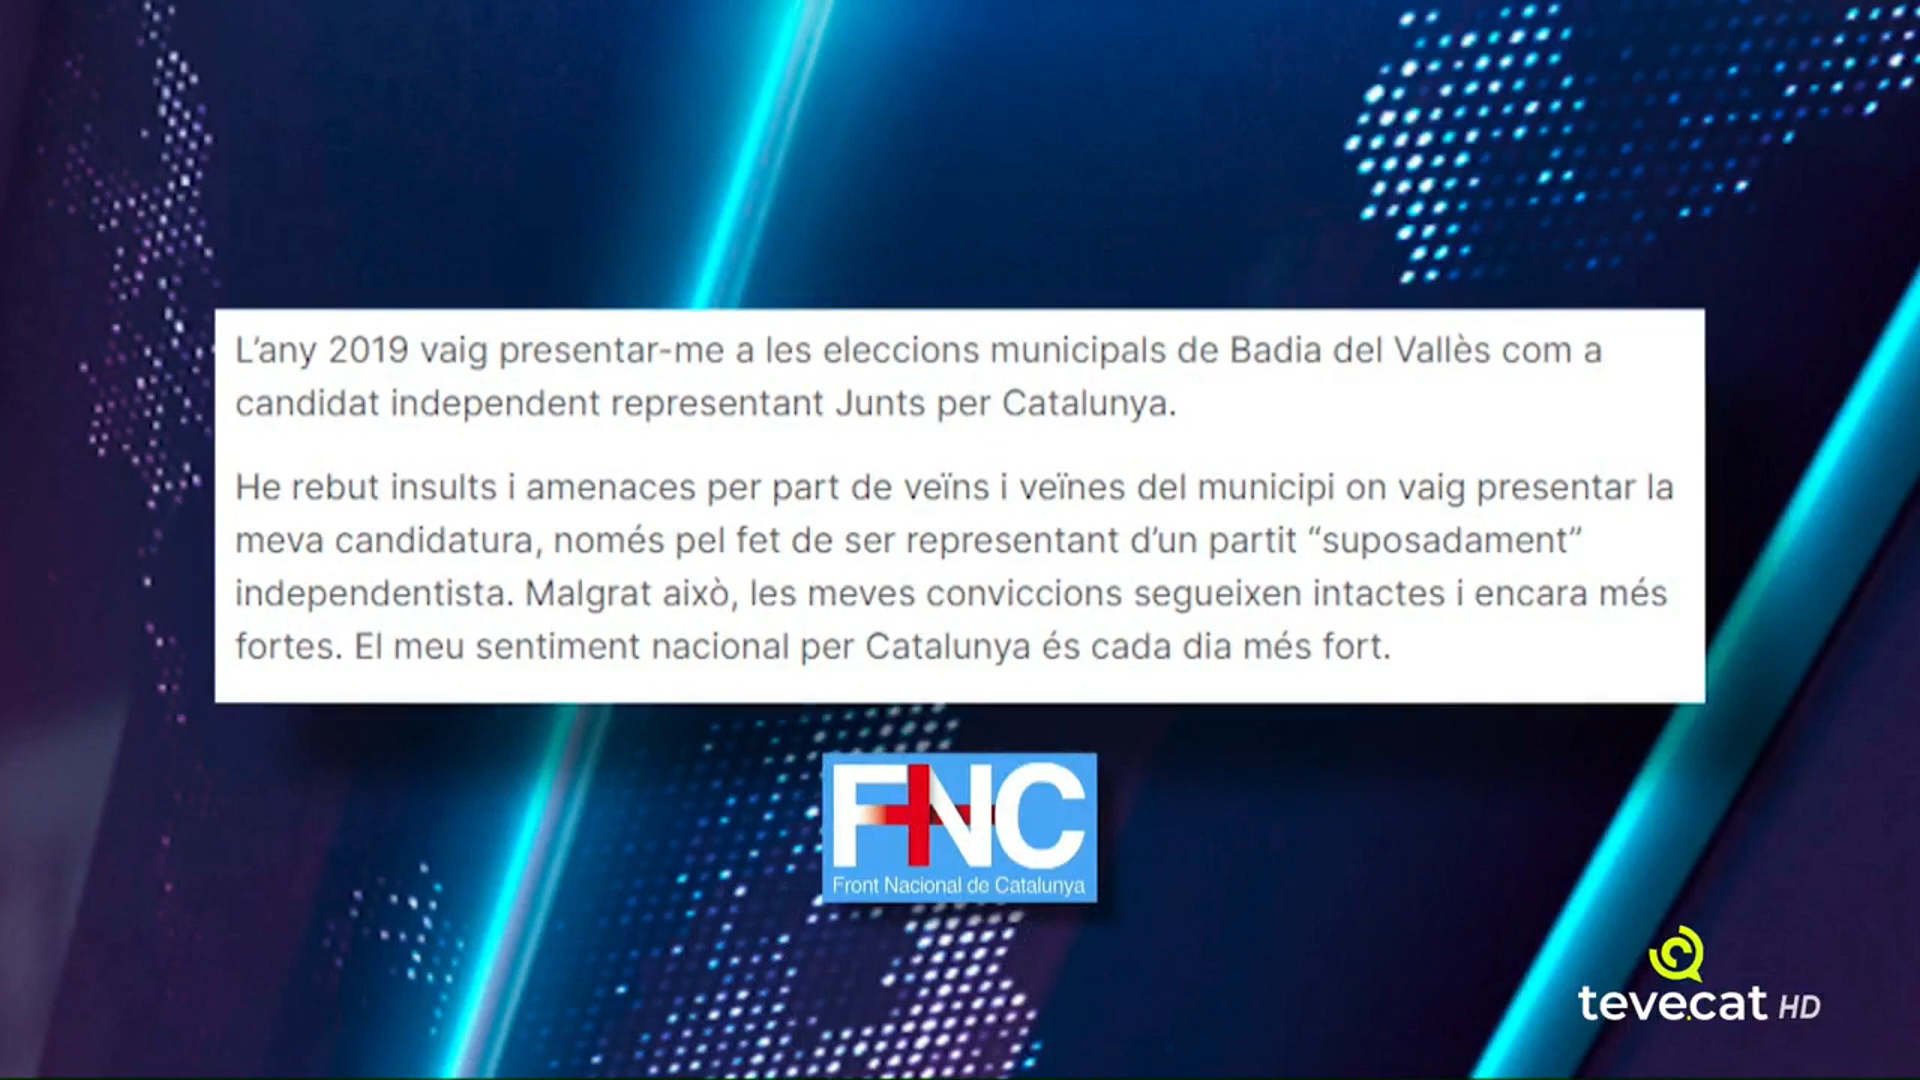 L’any 2019 vaig presentar-me a les eleccions municipals de Badia del Vallès com a
candidat independent representant Junts per Catalunya.
He rebut insults i amenaces per part de veïns i veïnes del municipi on vaig presentar la
meva candidatura, només pel fet de ser representant d’un partit “suposadament”
independentista. Malgrat això, les meves conviccions segueixen intactes i encara més
fortes. El meu sentiment nacional per Catalunya és cada dia més fort.
FNC
Front Nacional de Catalunya
teve.cat HD